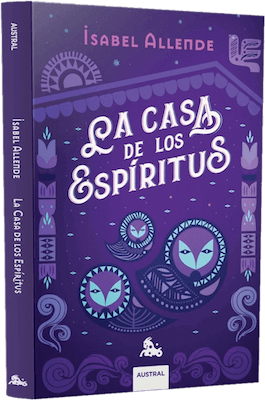 AUSTRAL
ISABEL ALLENDE
LA CASA DE LOS ESPÍRITUS
ISABEL ALLENDE
LA CASA
DE LOS
ESPÍRITUS
AUSTRAL